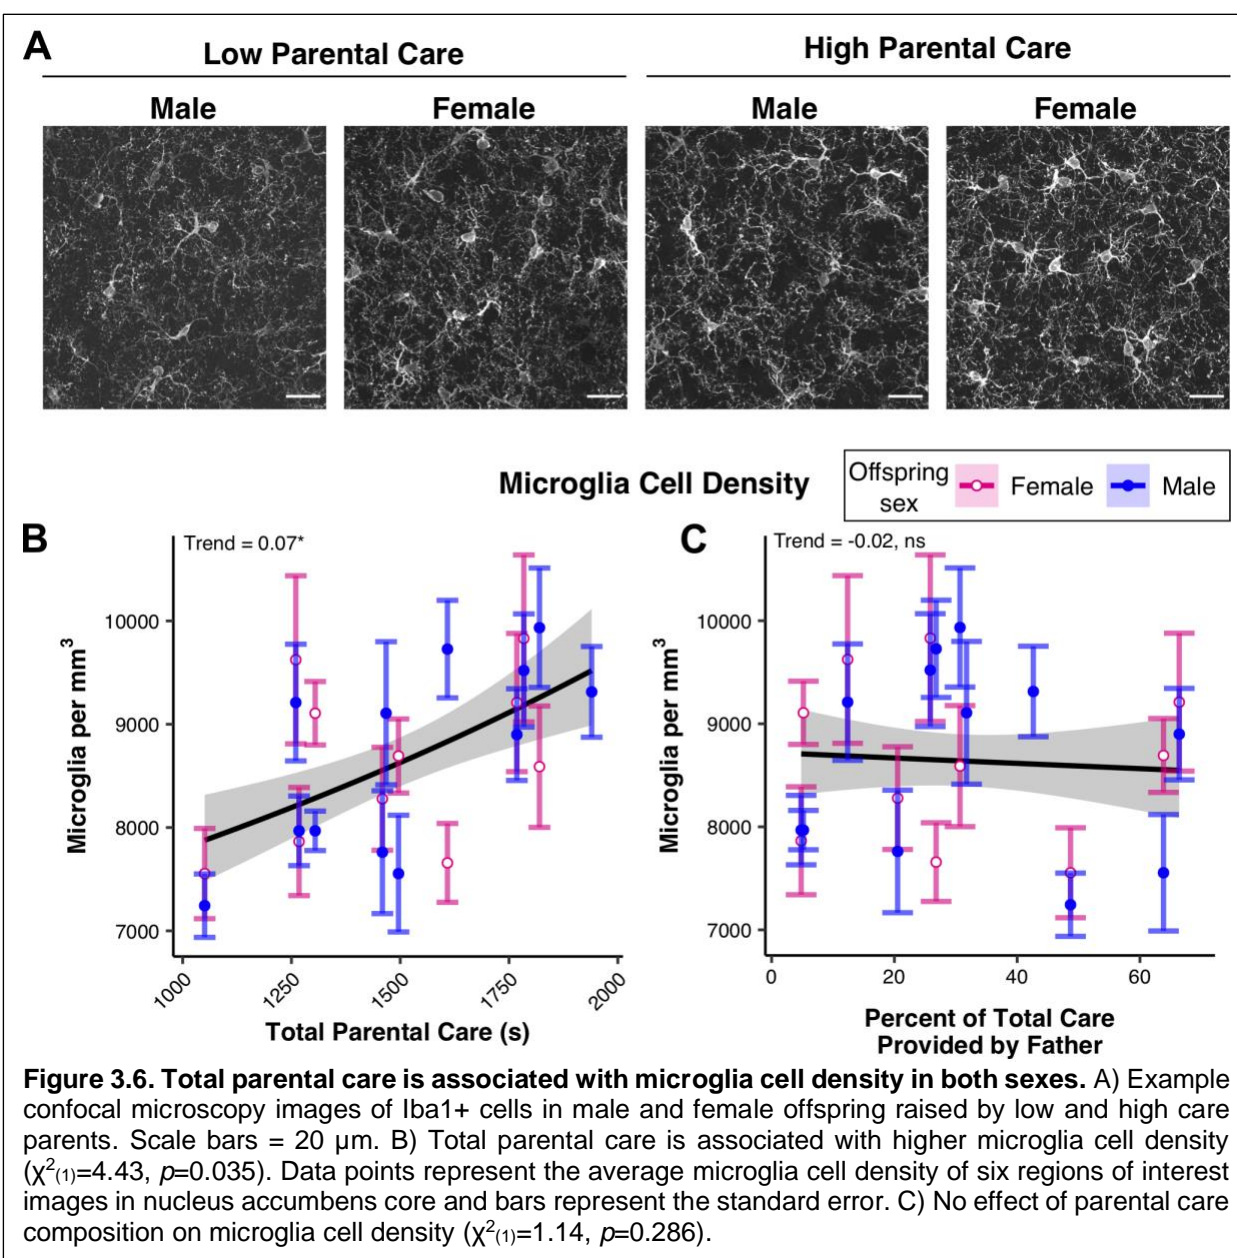 A
Low Parental Care
High Parental Care
Male
Female
Male
Female
Microglia Cell Density
Offspring sex
Female
Male
B
Trend = 0.07*
Microglia per mm³
10000
9000
8000
7000
1000
1250
1500
1750
2000
Total Parental Care (s)
C
Trend = -0.02, ns
Microglia per mm³
10000
9000
8000
7000
0
20
40
60
Percent of Total Care
Provided by Father
Figure 3.6. Total parental care is associated with microglia cell density in both sexes. A) Example
confocal microscopy images of Iba1+ cells in male and female offspring raised by low and high care
parents. Scale bars = 20 µm. B) Total parental care is associated with higher microglia cell density
(χ²₍₁₎=4.43, p=0.035). Data points represent the average microglia cell density of six regions of interest
images in nucleus accumbens core and bars represent the standard error. C) No effect of parental care
composition on microglia cell density (χ²₍₁₎=1.14, p=0.286).